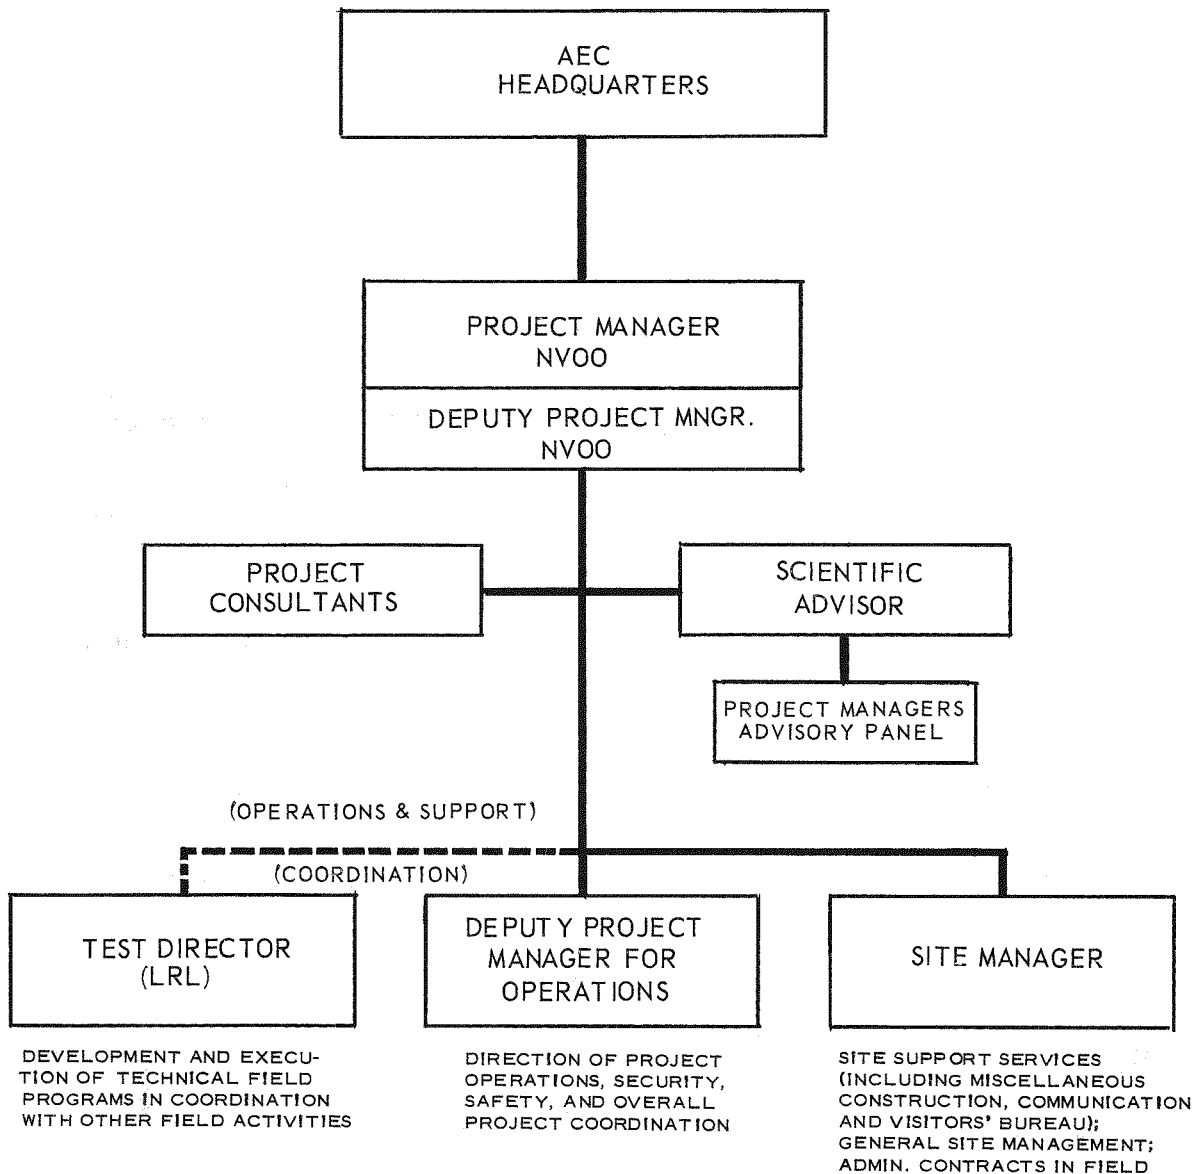 AEC
HEADQUARTERS
PROJECT MANAGER
NVOO
DEPUTY PROJECT MNGR.
NVOO
PROJECT
CONSULTANTS
SCIENTIFIC
ADVISOR
PROJECT MANAGERS
ADVISORY PANEL
(OPERATIONS & SUPPORT)
(COORDINATION)
TEST DIRECTOR
(LRL)
DEPUTY PROJECT
MANAGER FOR
OPERATIONS
SITE MANAGER
DEVELOPMENT AND EXECU-
TION OF TECHNICAL FIELD
PROGRAMS IN COORDINATION
WITH OTHER FIELD ACTIVITIES
DIRECTION OF PROJECT
OPERATIONS, SECURITY,
SAFETY, AND OVERALL
PROJECT COORDINATION
SITE SUPPORT SERVICES
(INCLUDING MISCELLANEOUS
CONSTRUCTION, COMMUNICATION
AND VISITORS' BUREAU);
GENERAL SITE MANAGEMENT;
ADMIN. CONTRACTS IN FIELD